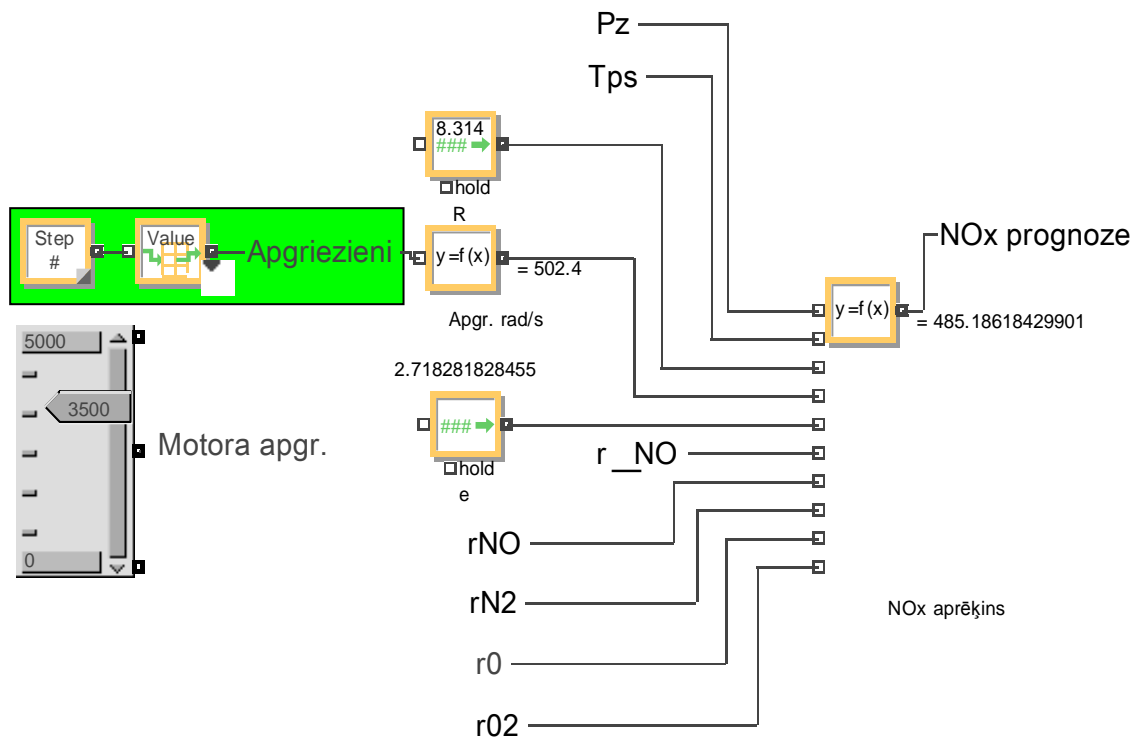 Pz
Tps
8.314
###
hold
R
Step
#
Value
Apgriezieni
y=f(x)
= 502.4
Apgr. rad/s
NOx prognoze
y=f(x)
= 485.18618429901
5000
3500
0
Motora apgr.
2.718281828455
###
hold
e
r__NO
rNO
rN2
r0
r02
NOx aprēķins